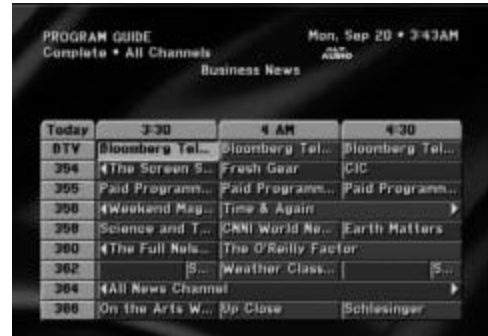 PROGRAM GUIDE Mon, Sep 20 • 3:43AM
Complete • All Channels ALT AUDIO
Business News
Today 3:30 4 AM 4:30
BTV Bloomberg Tel... Bloomberg Tel... Bloomberg Tel...
354 The Screen S... Fresh Gear CIC
355 Paid Programm... Paid Programm... Paid Programm...
356 Weekend Mag... Time & Again
358 Science and T... CNNI World Ne... Earth Matters
360 The Full Nels... The O'Reilly Factor
362 S... Weather Class... S...
364 All News Channel
366 On the Arts W... Up Close Schlesinger